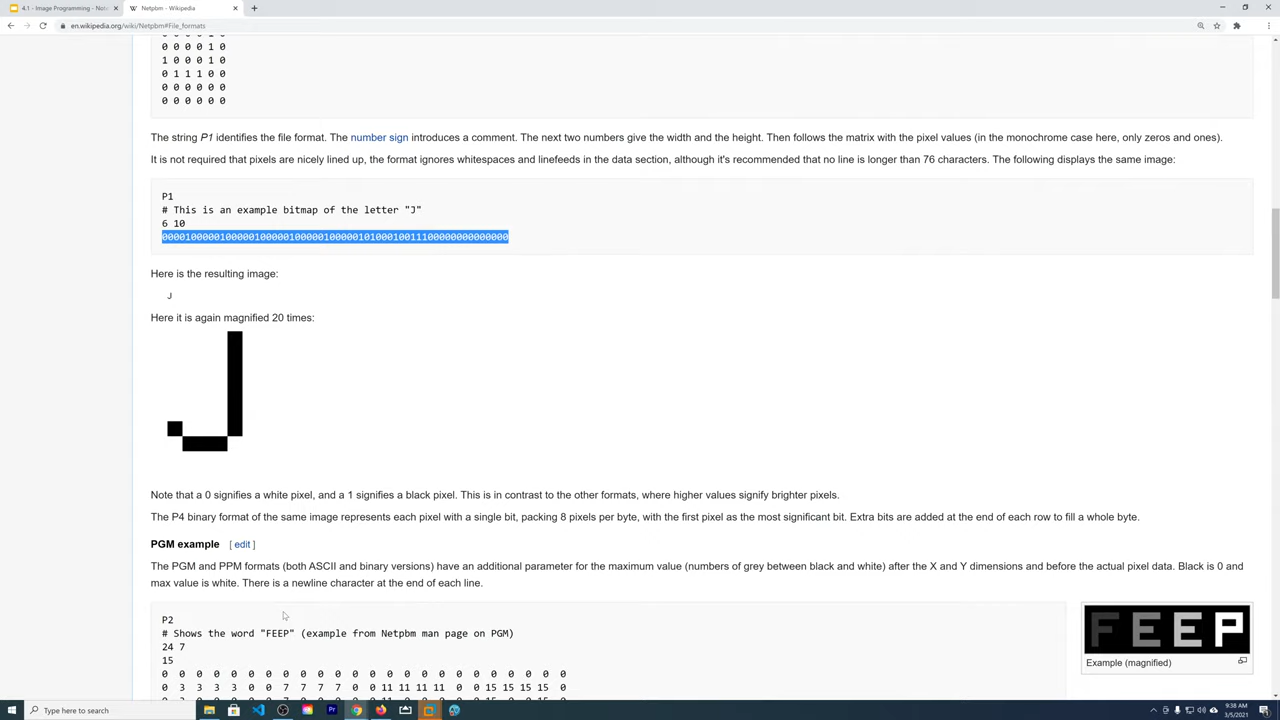 4.1 - Image Programming - Not
Netpbm - Wikipedia
en.wikipedia.org/wiki/Netpbm#File_formats
0 0 0 0 1 0
1 0 0 0 1 0
0 1 1 1 0 0
0 0 0 0 0 0
0 0 0 0 0 0
The string P1 identifies the file format. The number sign introduces a comment. The next two numbers give the width and the height. Then follows the matrix with the pixel values (in the monochrome case here, only zeros and ones).
It is not required that pixels are nicely lined up, the format ignores whitespaces and linefeeds in the data section, although it's recommended that no line is longer than 76 characters. The following displays the same image:
P1
# This is an example bitmap of the letter "J"
6 10
000010000010000010000010000010000010100010011100000000000000
Here is the resulting image:
J
Here it is again magnified 20 times:
Note that a 0 signifies a white pixel, and a 1 signifies a black pixel. This is in contrast to the other formats, where higher values signify brighter pixels.
The P4 binary format of the same image represents each pixel with a single bit, packing 8 pixels per byte, with the first pixel as the most significant bit. Extra bits are added at the end of each row to fill a whole byte.
PGM example [ edit ]
The PGM and PPM formats (both ASCII and binary versions) have an additional parameter for the maximum value (numbers of grey between black and white) after the X and Y dimensions and before the actual pixel data. Black is 0 and
max value is white. There is a newline character at the end of each line.
P2
# Shows the word "FEEP" (example from Netpbm man page on PGM)
24 7
15
0 0 0 0 0 0 0 0 0 0 0 0 0 0 0 0 0 0 0 0 0 0 0 0
0 3 3 3 3 0 0 7 7 7 7 0 0 11 11 11 11 0 0 15 15 15 15 0
FEEP
Example (magnified)
Type here to search
9:38 AM
3/5/2021